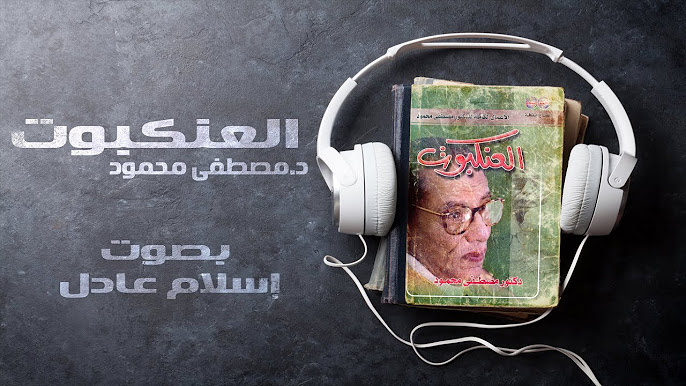 العنكبوت
د.مصطفى محمود
بصوت
إسلام عادل
العنكبوت
دكتور مصطفى محمود